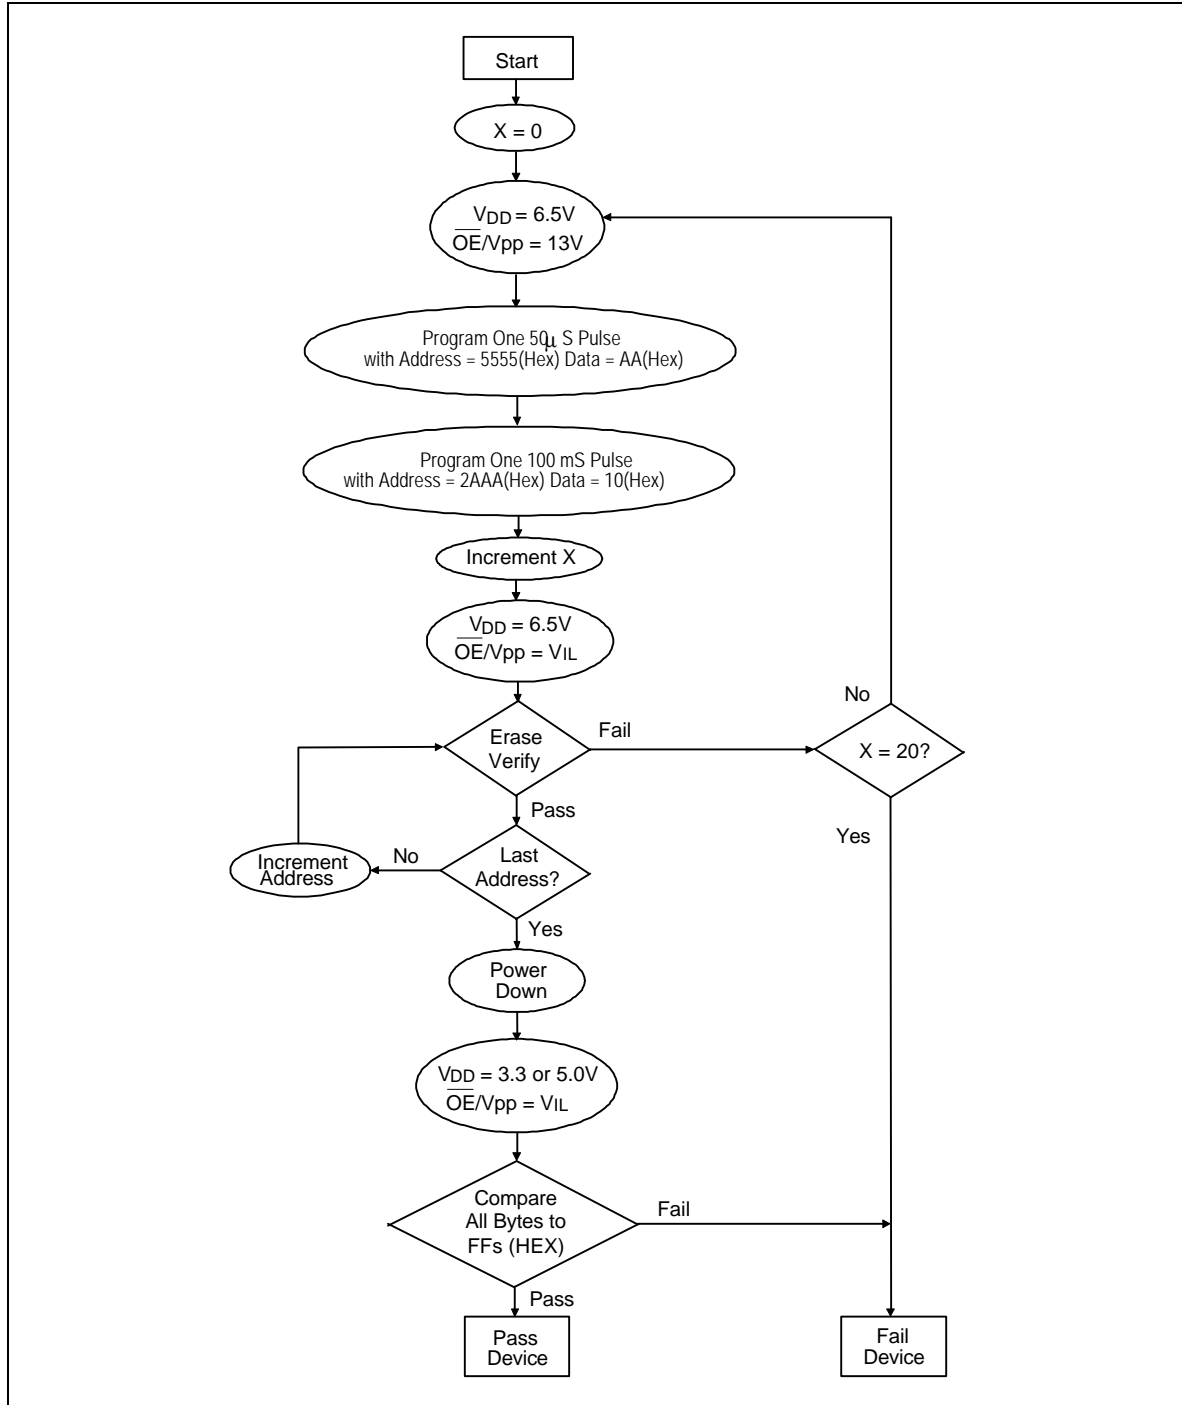 Start
X = 0
VDD = 6.5V
OE/Vpp = 13V
Program One 50μ S Pulse
with Address = 5555(Hex) Data = AA(Hex)
Program One 100 mS Pulse
with Address = 2AAA(Hex) Data = 10(Hex)
Increment X
VDD = 6.5V
OE/Vpp = VIL
No
Erase
Verify
Fail
X = 20?
Pass
Yes
Increment
Address
No
Last
Address?
Yes
Power
Down
VDD = 3.3 or 5.0V
OE/Vpp = VIL
Compare
All Bytes to
FFs (HEX)
Fail
Pass
Pass
Device
Fail
Device